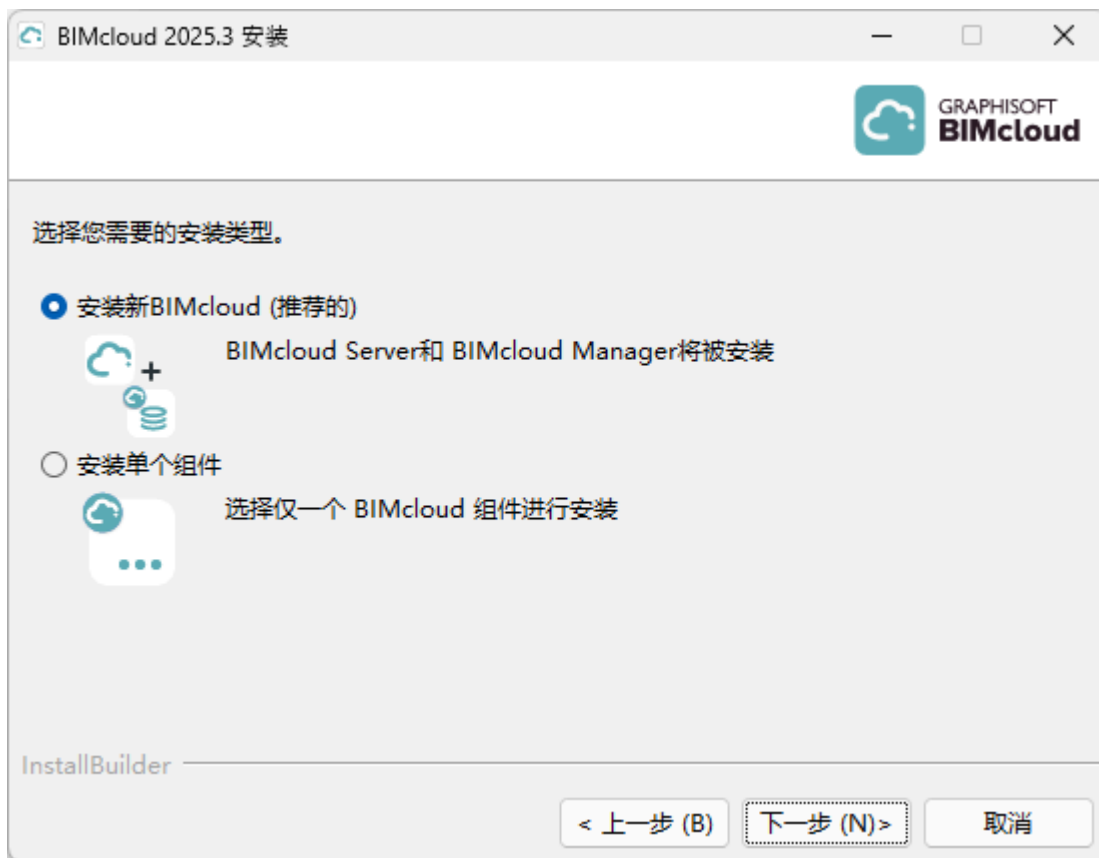 BIMcloud 2025.3 安装
GRAPHISOFT
BIMcloud
选择您需要的安装类型。
安装新BIMcloud (推荐的)
BIMcloud Server和 BIMcloud Manager将被安装
安装单个组件
选择仅一个 BIMcloud 组件进行安装
InstallBuilder
< 上一步 (B)
下一步 (N)>
取消